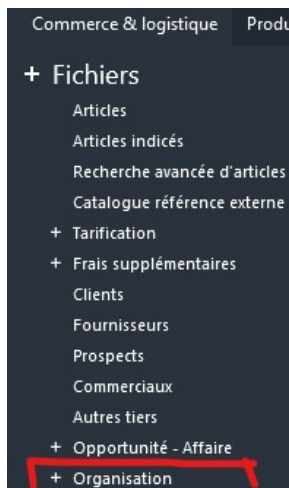 Commerce & logistique Produ
+ Fichiers
Articles
Articles indicés
Recherche avancée d'articles
Catalogue référence externe
+ Tarification
+ Frais supplémentaires
Clients
Fournisseurs
Prospects
Commerciaux
Autres tiers
+ Opportunité - Affaire
+ Organisation